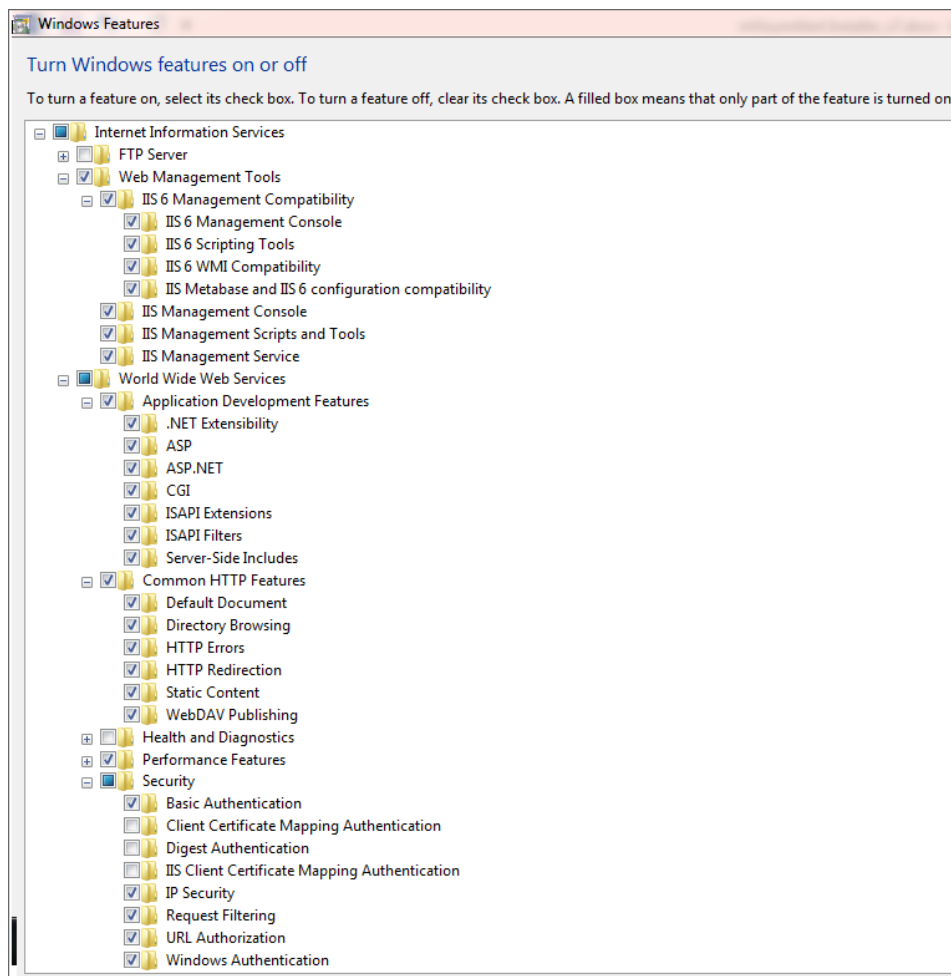 Windows Features
Turn Windows features on or off
To turn a feature on, select its check box. To turn a feature off, clear its check box. A filled box means that only part of the feature is turned on
Internet Information Services
FTP Server
Web Management Tools
IIS 6 Management Compatibility
IIS 6 Management Console
IIS 6 Scripting Tools
IIS 6 WMI Compatibility
IIS Metabase and IIS 6 configuration compatibility
IIS Management Console
IIS Management Scripts and Tools
IIS Management Service
World Wide Web Services
Application Development Features
.NET Extensibility
ASP
ASP.NET
CGI
ISAPI Extensions
ISAPI Filters
Server-Side Includes
Common HTTP Features
Default Document
Directory Browsing
HTTP Errors
HTTP Redirection
Static Content
WebDAV Publishing
Health and Diagnostics
Performance Features
Security
Basic Authentication
Client Certificate Mapping Authentication
Digest Authentication
IIS Client Certificate Mapping Authentication
IP Security
Request Filtering
URL Authorization
Windows Authentication